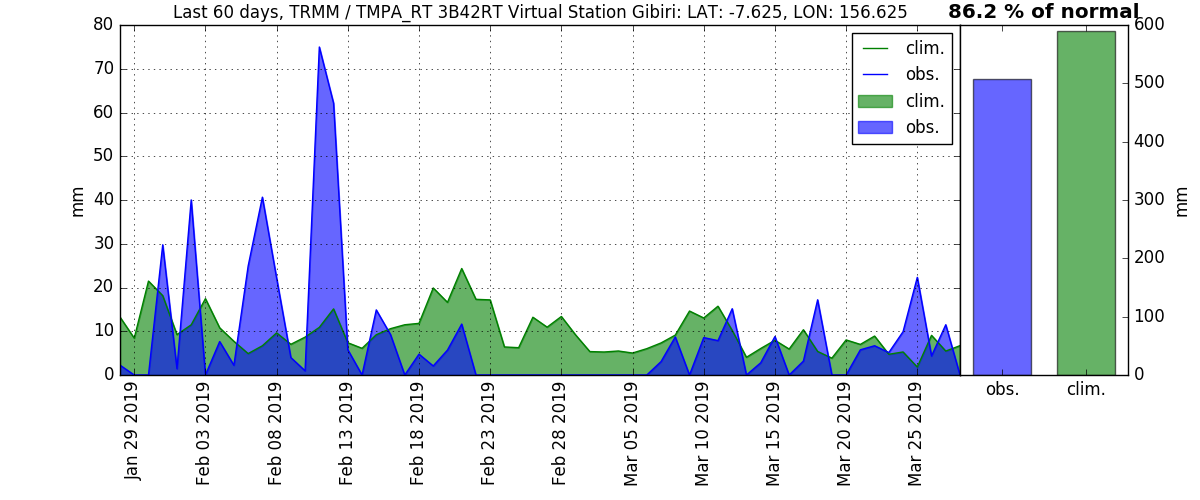 Last 60 days, TRMM / TMPA_RT 3B42RT Virtual Station Gibiri: LAT: -7.625, LON: 156.625
86.2 % of normal
80
70
60
50
40
30
20
10
0
mm
clim.
obs.
clim.
obs.
600
500
400
300
200
100
0
mm
obs.
clim.
Jan 29 2019
Feb 03 2019
Feb 08 2019
Feb 13 2019
Feb 18 2019
Feb 23 2019
Feb 28 2019
Mar 05 2019
Mar 10 2019
Mar 15 2019
Mar 20 2019
Mar 25 2019